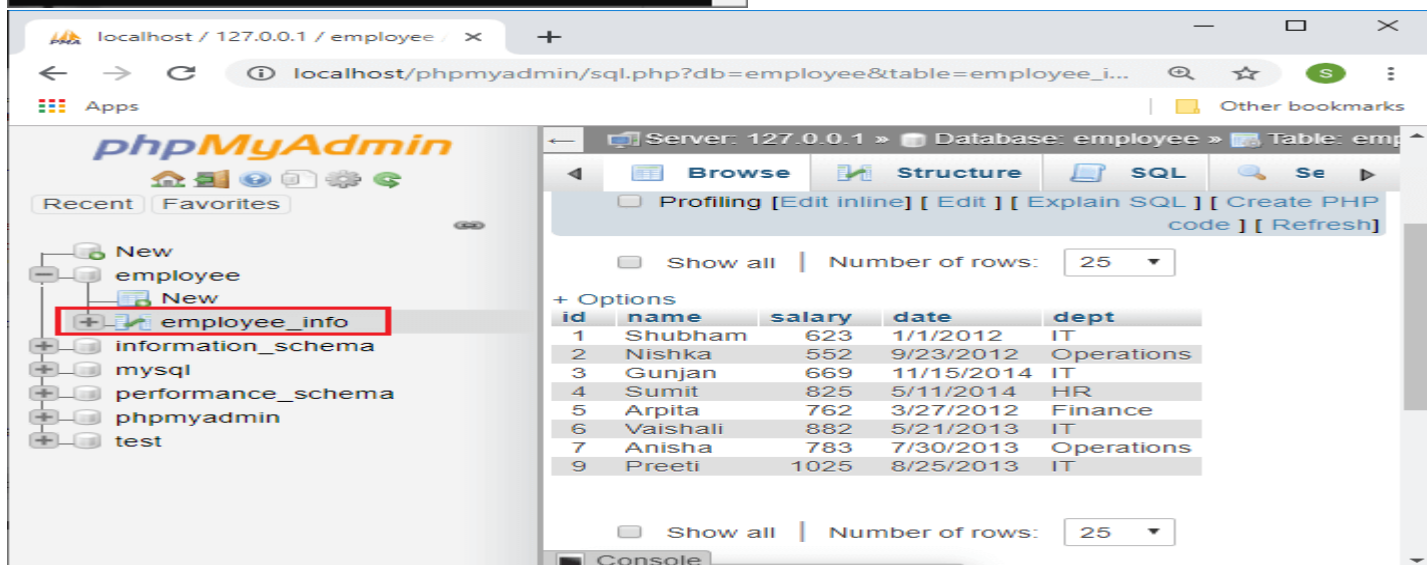 localhost / 127.0.0.1 / employee /
localhost/phpmyadmin/sql.php?db=employee&table=employee_i...
S
Apps
Other bookmarks
phpMyAdmin
Recent Favorites
New
employee
New
employee_info
information_schema
mysql
performance_schema
phpmyadmin
test
Server: 127.0.0.1 » Database: employee » Table: emp
Browse Structure SQL Se
Profiling [Edit inline] [ Edit ] [ Explain SQL ] [ Create PHP
code ] [ Refresh]
Show all | Number of rows: 25
+ Options
id name salary date dept
1 Shubham 623 1/1/2012 IT
2 Nishka 552 9/23/2012 Operations
3 Gunjan 669 11/15/2014 IT
4 Sumit 825 5/11/2014 HR
5 Arpita 762 3/27/2012 Finance
6 Vaishali 882 5/21/2013 IT
7 Anisha 783 7/30/2013 Operations
9 Preeti 1025 8/25/2013 IT
Show all | Number of rows: 25
Console